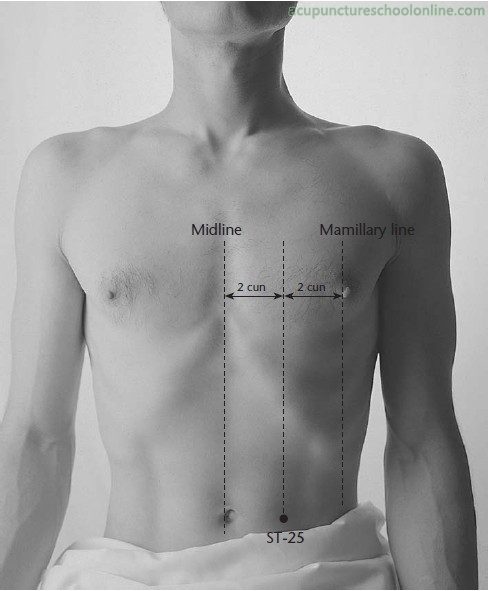 acupunctureschoolonline.com
Midline
Mamillary line
2 cun
2 cun
ST-25